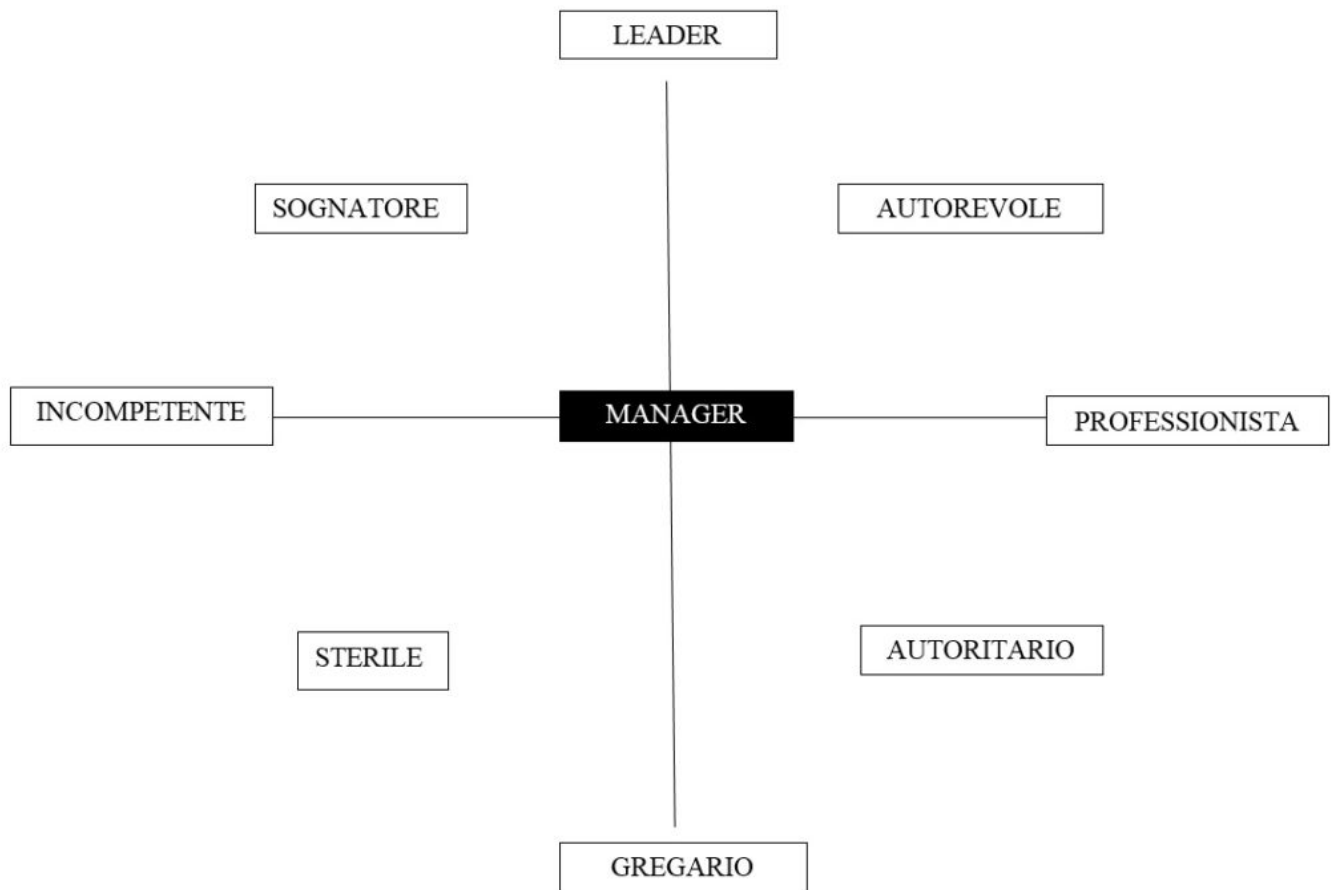 LEADER
SOGNATORE
AUTOREVOLE
INCOMPETENTE
MANAGER
PROFESSIONISTA
STERILE
AUTORITARIO
GREGARIO